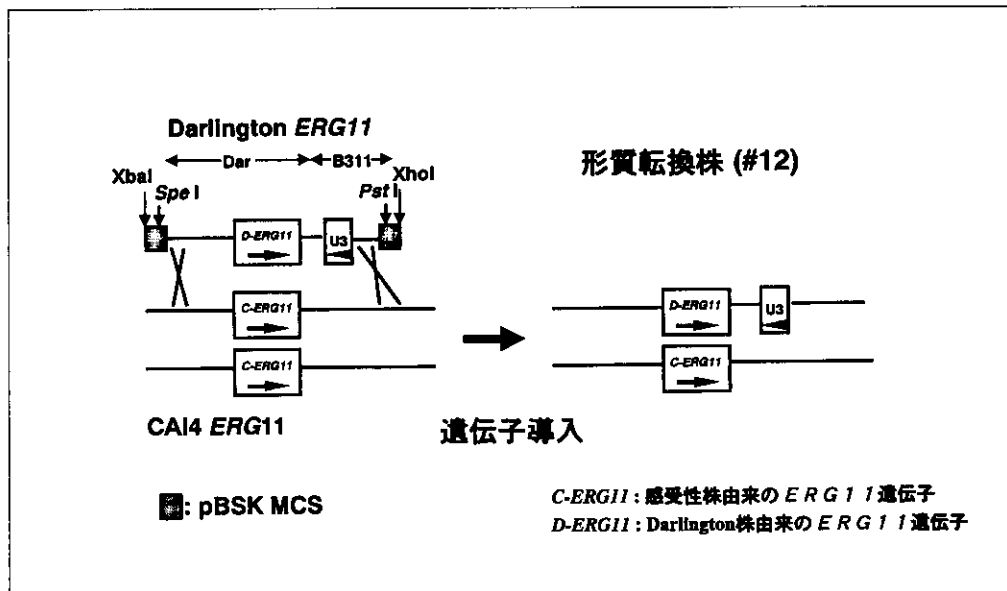 Darlington ERG11
Dar B311
XbaI SpeI PstI XhoI
D-ERG11 U3
C-ERG11
C-ERG11
CAI4 ERG11
遺伝子導入
形質転換株 (#12)
D-ERG11 U3
C-ERG11
: pBSK MCS
C-ERG11 : 感受性株由来のERG11遺伝子
D-ERG11 : Darlington株由来のERG11遺伝子